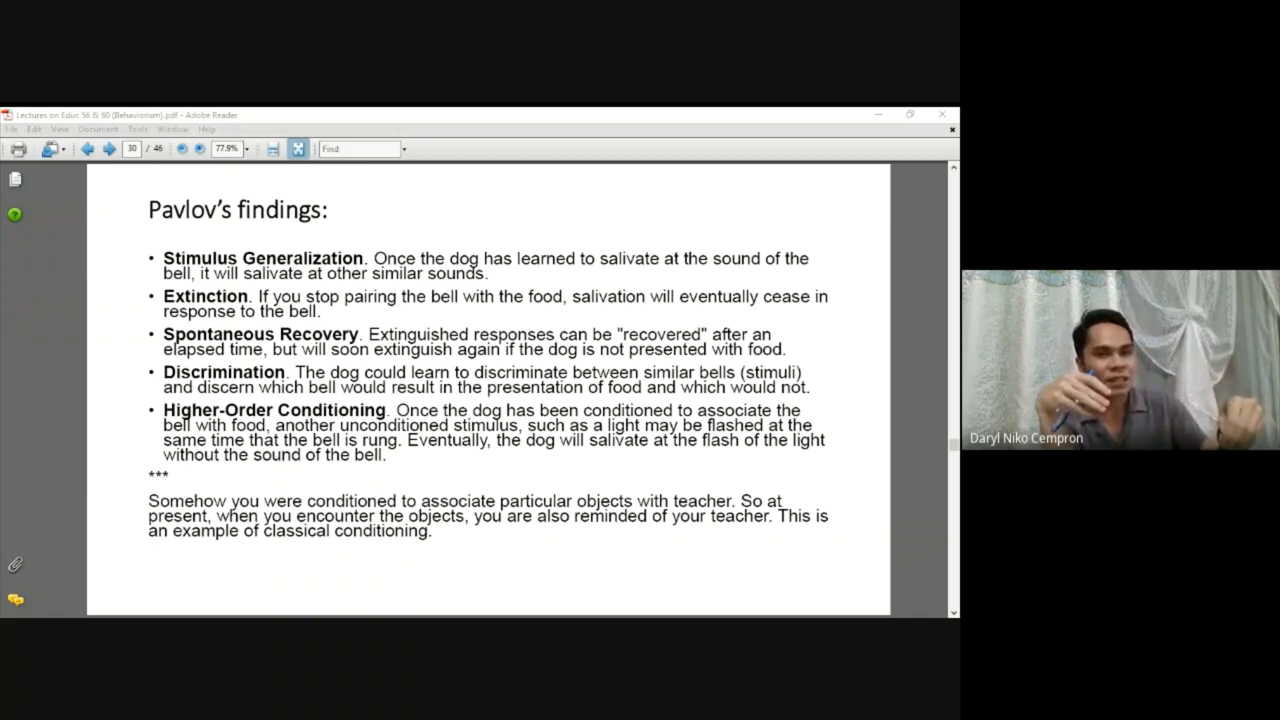 Lectures on Educ 56 & 60 (Behaviorism).pdf - Adobe Reader
File Edit View Document Tools Window Help
30 / 46 77.9% Find
Pavlov's findings:
• Stimulus Generalization. Once the dog has learned to salivate at the sound of the
bell, it will salivate at other similar sounds.
• Extinction. If you stop pairing the bell with the food, salivation will eventually cease in
response to the bell.
• Spontaneous Recovery. Extinguished responses can be "recovered" after an
elapsed time, but will soon extinguish again if the dog is not presented with food.
• Discrimination. The dog could learn to discriminate between similar bells (stimuli)
and discern which bell would result in the presentation of food and which would not.
• Higher-Order Conditioning. Once the dog has been conditioned to associate the
bell with food, another unconditioned stimulus, such as a light may be flashed at the
same time that the bell is rung. Eventually, the dog will salivate at the flash of the light
without the sound of the bell.
***
Somehow you were conditioned to associate particular objects with teacher. So at
present, when you encounter the objects, you are also reminded of your teacher. This is
an example of classical conditioning.
Daryl Niko Cempron